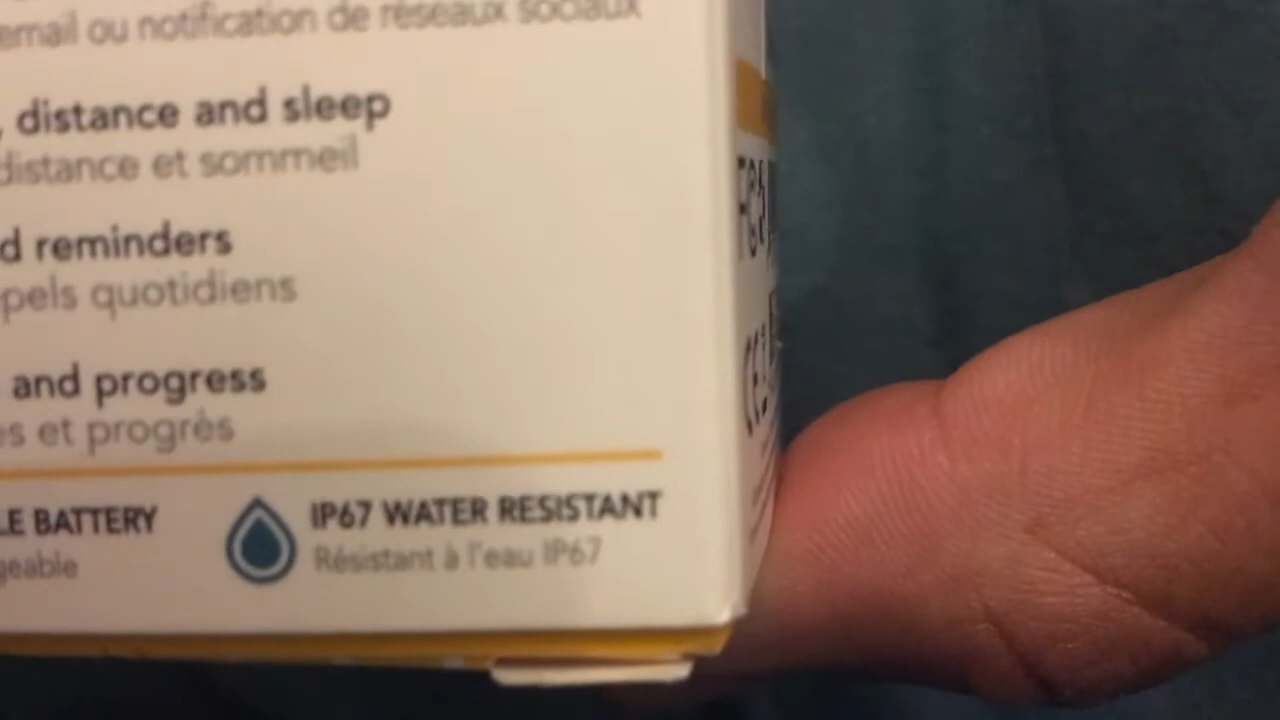 email ou notification de réseaux sociaux
, distance and sleep
distance et sommeil
d reminders
pels quotidiens
and progress
es et progrès
LE BATTERY
geable
IP67 WATER RESISTANT
Résistant à l'eau IP67